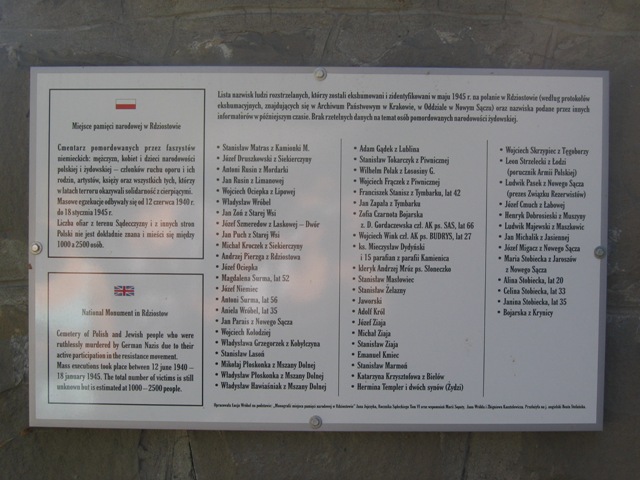 Miejsce pamięci narodowej w Rdziostowie
Cmentarz pomordowanych przez faszystów
niemieckich: mężczyzn, kobiet i dzieci narodowości
polskiej i żydowskiej – członków ruchu oporu i ich
rodzin, artystów, księży oraz wszystkich tych, którzy
w latach terroru okazywali solidarność z cierpiącymi.
Masowe egzekucje odbywały się od 12 czerwca 1940 r.
do 18 stycznia 1945 r.
Liczba ofiar z terenu Sądecczyzny i z innych stron
Polski nie jest dokładnie znana i mieści się między
1000 a 2500 osób.
National Monument in Rdziostow
Cemetery of Polish and Jewish people who were
ruthlessly murdered by German Nazis due to their
active participation in the resistance movement.
Mass executions took place between 12 june 1940 –
18 january 1945. The total number of victims is still
unknown but is estimated at 1000 – 2500 people.
Lista nazwisk ludzi rozstrzelanych, którzy zostali ekshumowani i zidentyfikowani w maju 1945 r. na polanie w Rdziostowie (według protokołów
ekshumacyjnych, znajdujących się w Archiwum Państwowym w Krakowie, w Oddziale w Nowym Sączu) oraz nazwiska podane przez innych
informatorów w późniejszym czasie. Brak rzetelnych danych na temat osób pomordowanych narodowości żydowskiej.
• Stanisław Matras z Kamionki M.
• Józef Druszkowski z Siekierczyny
• Antoni Rusin z Mordarki
• Jan Rusin z Limanowej
• Wojciech Ociepka z Lipowej
• Władysław Wróbel
• Jan Zoń z Starej Wsi
• Józef Szmeredow z Laskowej – Dwór
• Jan Puch z Starej Wsi
• Michał Kroczek z Siekierczyny
• Andrzej Pierzga z Rdziostowa
• Józef Ociepka
• Magdalena Surma, lat 52
• Józef Niemiec
• Antoni Surma, lat 56
• Aniela Wróbel, lat 35
• Jan Parais z Nowego Sącza
• Wojciech Kołodziej
• Władysława Grzegorzek z Kobylczyna
• Stanisław Lasoń
• Mikołaj Płoskonka z Mszany Dolnej
• Władysław Płoskonka z Mszany Dolnej
• Władysław Hawiaśniak z Mszany Dolnej
• Adam Gądek z Lublina
• Stanisław Tokarczyk z Piwnicznej
• Wilhelm Polak z Łososiny G.
• Wojciech Frączek z Piwnicznej
• Franciszek Stanisz z Tymbarku, lat 42
• Jan Zapała z Tymbarku
• Zofia Czarnota Bojarska
z D. Gordaczewska czł. AK ps. SAS, lat 66
• Wojciech Wink czł. AK ps. BUDRYS, lat 27
• ks. Mieczysław Dydyński
i 15 parafian z parafii Kamienica
• kleryk Andrzej Mróz ps. Słoneczko
• Stanisław Masłowiec
• Stanisław Żelazny
• Jaworski
• Adolf Król
• Józef Ziaja
• Michał Ziaja
• Stanisław Ziaja
• Emanuel Kmiec
• Stanisław Marmoń
• Katarzyna Krzysztofowa z Bielów
• Hermina Templer i dwóch synów (Żydzi)
• Wojciech Skrzypiec z Tęgoborzy
• Leon Strzelecki z Łodzi
(porucznik Armii Polskiej)
• Ludwik Pasek z Nowego Sącza
(prezes Związku Rezerwistów)
• Józef Cmuch z Łabowej
• Henryk Dobrosieski z Muszyny
• Ludwik Majewski z Maszkowic
• Jan Michalik z Jasiennej
• Józef Migacz z Nowego Sącza
• Maria Stobiecka z Jaroszów
z Nowego Sącza
• Alina Stobiecka, lat 20
• Celina Stobiecka, lat 33
• Janina Stobiecka, lat 35
• Bojarska z Krynicy